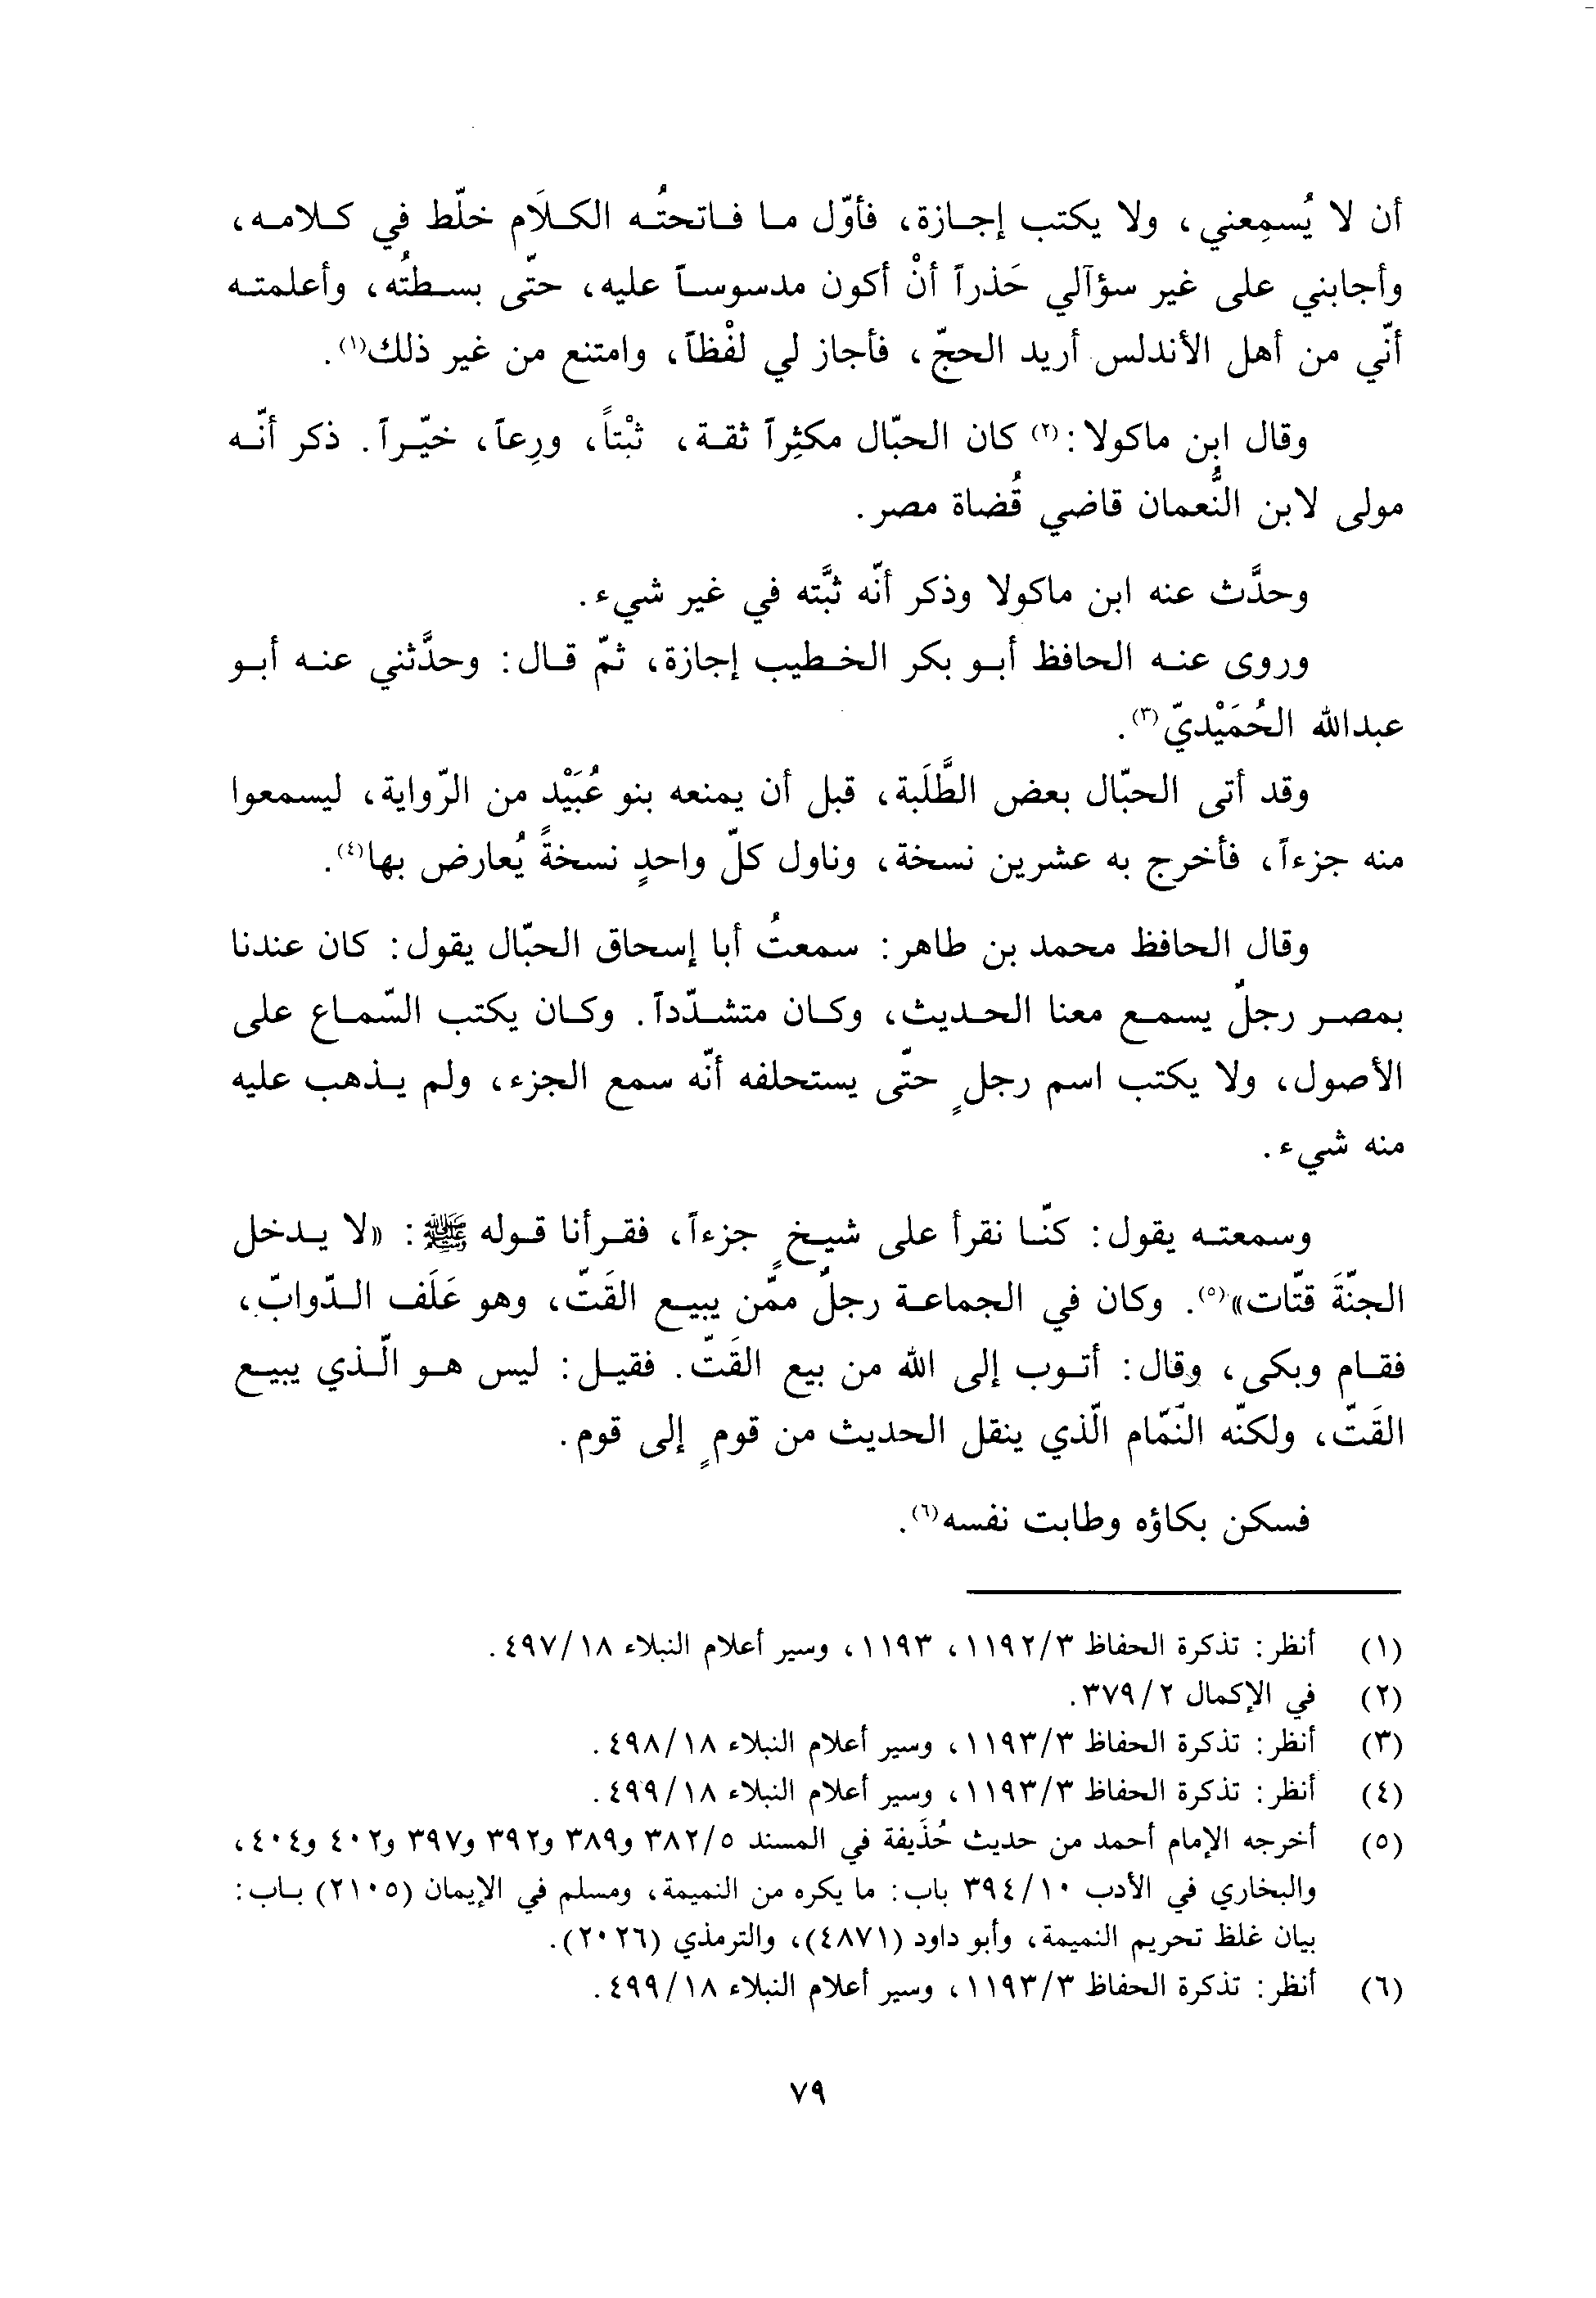 أن لا يُسمِعني، ولا يكتب إجازة، فأوّل ما فاتحتُه الكلَام خلّط في كلامه،
وأجابني على غير سؤآلي حَذراً أنْ أكون مدسوساً عليه، حتّى بسطتُه، وأعلمته
أنّي من أهل الأندلس أريد الحجّ، فأجاز لي لفْظاً، وامتنع من غير ذلك(١).
وقال ابن ماكولا:(٢) كان الحبّال مكثِراً ثقة، ثبْتاً، ورِعاً، خيّراً. ذكر أنّه
مولى لابن النُّعمان قاضي قُضاة مصر.
وحدَّث عنه ابن ماكولا وذكر أنّه ثبَّته في غير شيء.
وروى عنه الحافظ أبو بكر الخطيب إجازة، ثمّ قال: وحدَّثني عنه أبو
عبدالله الحُمَيْديّ(٣).
وقد أتى الحبّال بعض الطَّلَبة، قبل أن يمنعه بنو عُبَيْد من الرّواية، ليسمعوا
منه جزءاً، فأخرج به عشرين نسخة، وناول كلّ واحدٍ نسخةً يُعارض بها(٤).
وقال الحافظ محمد بن طاهر: سمعتُ أبا إسحاق الحبّال يقول: كان عندنا
بمصر رجلٌ يسمع معنا الحديث، وكان متشدّداً. وكان يكتب السّماع على
الأصول، ولا يكتب اسم رجلٍ حتّى يستحلفه أنّه سمع الجزء، ولم يذهب عليه
منه شيء.
وسمعته يقول: كنّا نقرأ على شيخٍ جزءاً، فقرأنا قوله ﷺ: «لا يدخل
الجنّةَ قتّات»(٥). وكان في الجماعة رجلٌ ممّن يبيع القَتّ، وهو عَلَف الدّوابّ،
فقام وبكى، وقال: أتوب إلى الله من بيع القَتّ. فقيل: ليس هو الّذي يبيع
القَتّ، ولكنّه النّمّام الّذي ينقل الحديث من قومٍ إلى قوم.
فسكن بكاؤه وطابت نفسه(٦).
(١) أنظر: تذكرة الحفاظ ١١٩٢/٣، ١١٩٣، وسير أعلام النبلاء ٤٩٧/١٨.
(٢) في الإكمال ٣٧٩/٢.
(٣) أنظر: تذكرة الحفاظ ١١٩٣/٣، وسير أعلام النبلاء ٤٩٨/١٨.
(٤) أنظر: تذكرة الحفاظ ١١٩٣/٣، وسير أعلام النبلاء ٤٩٩/١٨.
(٥) أخرجه الإمام أحمد من حديث حُذَيفة في المسند ٣٨٢/٥ و٣٨٩ و٣٩٢ و٣٩٧ و٤٠٢ و٤٠٤،
والبخاري في الأدب ٣٩٤/١٠ باب: ما يكره من النميمة، ومسلم في الإيمان (٢١٠٥) باب:
بيان غلظ تحريم النميمة، وأبو داود (٤٨٧١)، والترمذي (٢٠٢٦).
(٦) أنظر: تذكرة الحفاظ ١١٩٣/٣، وسير أعلام النبلاء ٤٩٩/١٨.
٧٩